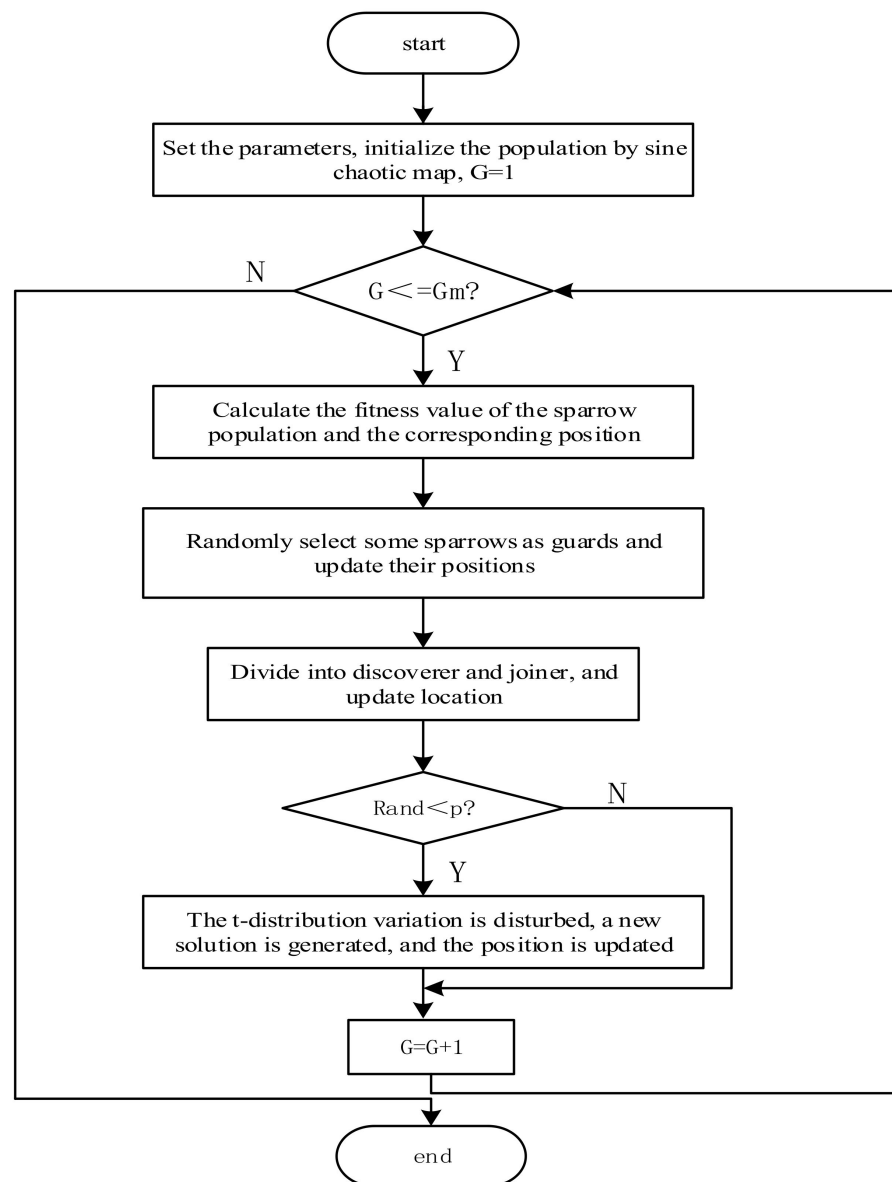 start
Set the parameters, initialize the population by sine
chaotic map, G=1
N
G<=Gm?
Y
Calculate the fitness value of the sparrow
population and the corresponding position
Randomly select some sparrows as guards and
update their positions
Divide into discoverer and joiner, and
update location
Rand<p?
N
Y
The t-distribution variation is disturbed, a new
solution is generated, and the position is updated
G=G+1
end